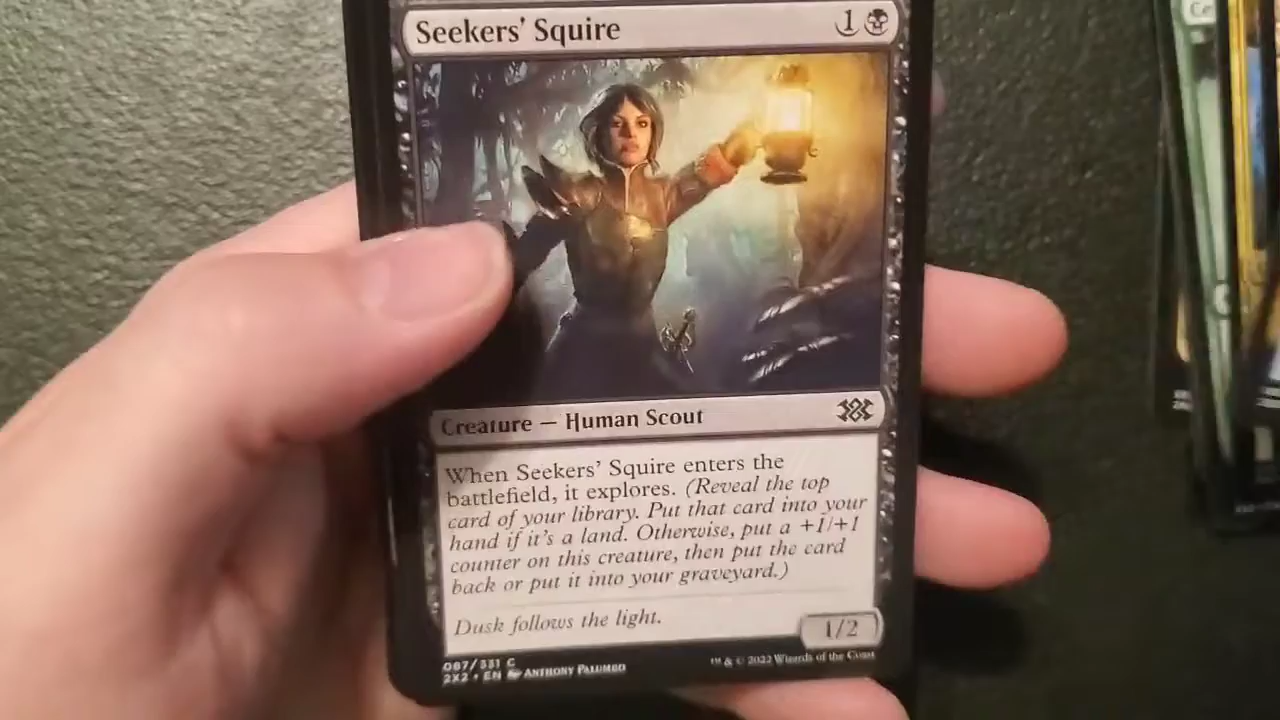 Seekers' Squire 1
Creature — Human Scout
When Seekers' Squire enters the
battlefield, it explores. (Reveal the top
card of your library. Put that card into your
hand if it's a land. Otherwise, put a +1/+1
counter on this creature, then put the card
back or put it into your graveyard.)
Dusk follows the light.
1/2
087/331 C
2X2 • EN ANTHONY PALUMBO
™ & © 2022 Wizards of the Coast